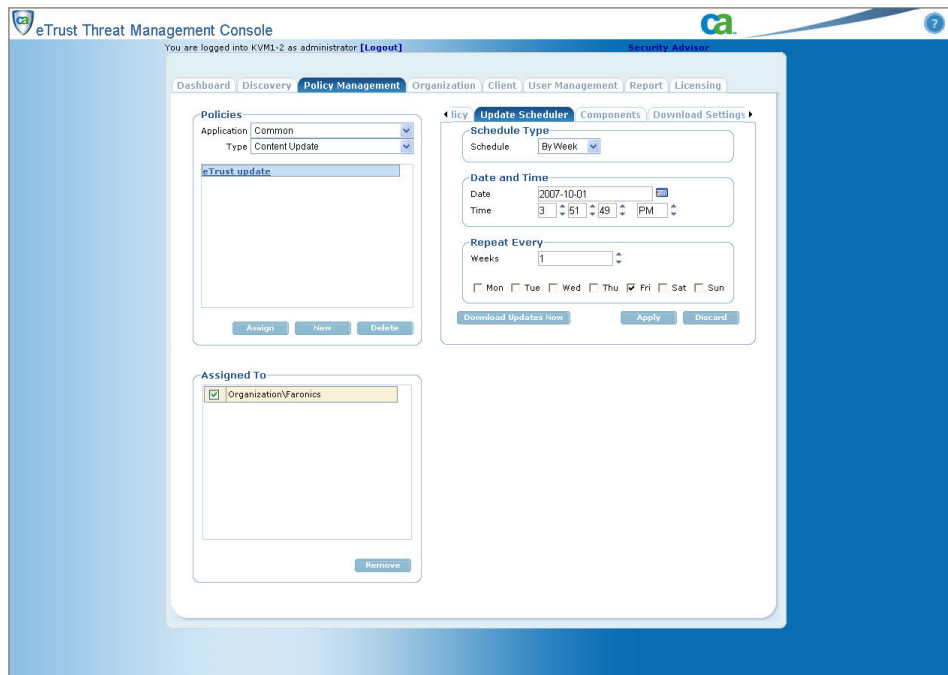 ca
eTrust Threat Management Console
ca.
?
You are logged into KVM1-2 as administrator [Logout]
Security Advisor
Dashboard Discovery Policy Management Organization Client User Management Report Licensing
Policies
Application Common
Type Content Update
eTrust update
Assign New Delete
Assigned To
Organization\Faronics
Remove
licy Update Scheduler Components Download Settings
Schedule Type
Schedule By Week
Date and Time
Date 2007-10-01
Time 3 51 49 PM
Repeat Every
Weeks 1
Mon Tue Wed Thu Fri Sat Sun
Download Updates Now Apply Discard